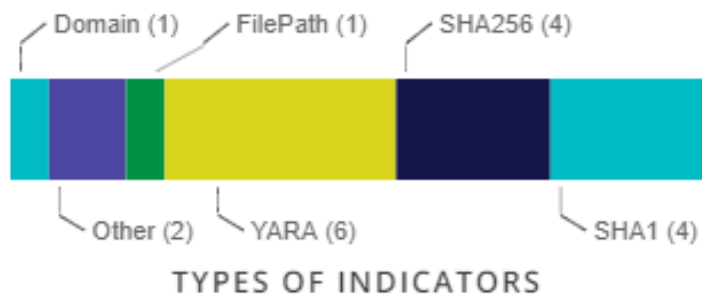 Domain (1)
FilePath (1)
SHA256 (4)
Other (2)
YARA (6)
SHA1 (4)
TYPES OF INDICATORS